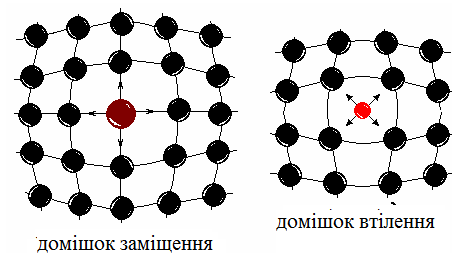 домішок заміщення
домішок втілення